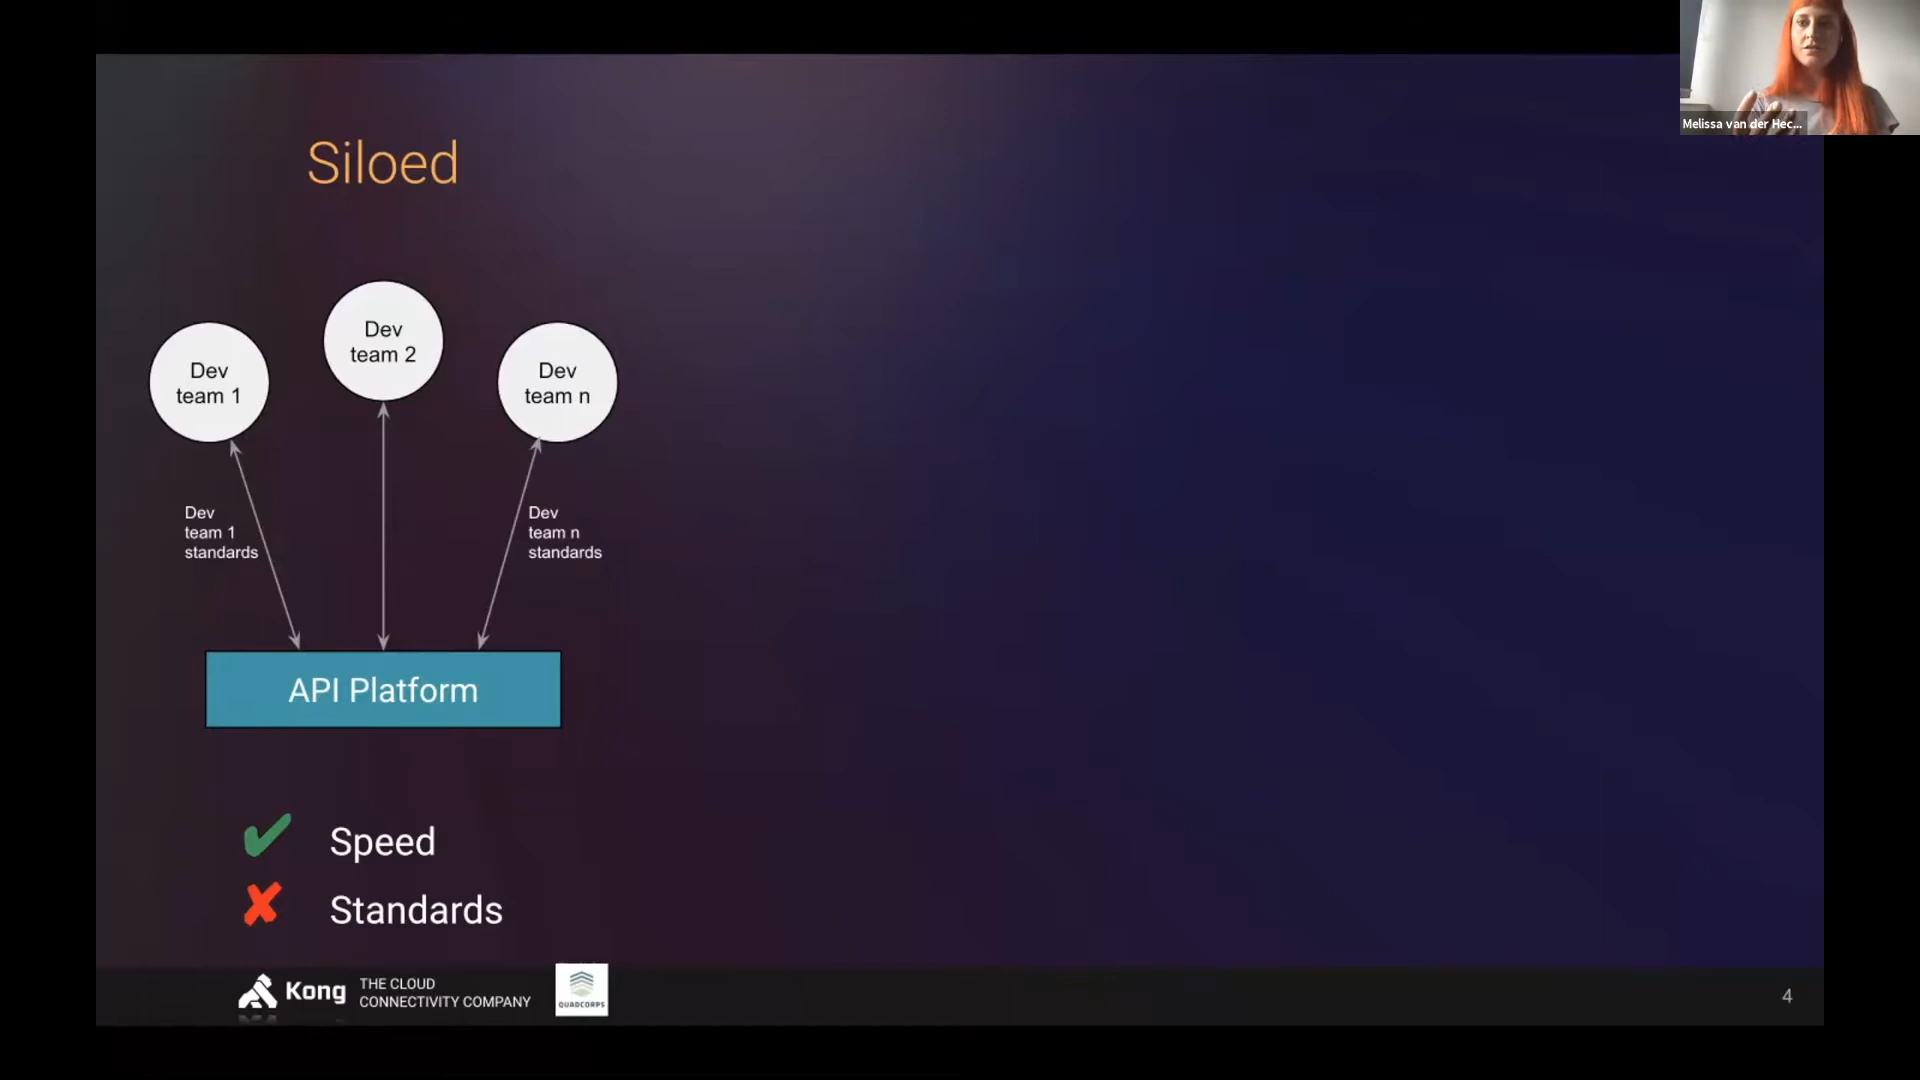 Melissa van der Hec...
Siloed
Dev
team 1
Dev
team 2
Dev
team n
Dev
team 1
standards
Dev
team n
standards
API Platform
✔ Speed
✘ Standards
Kong
THE CLOUD
CONNECTIVITY COMPANY
QUADCORPS
4